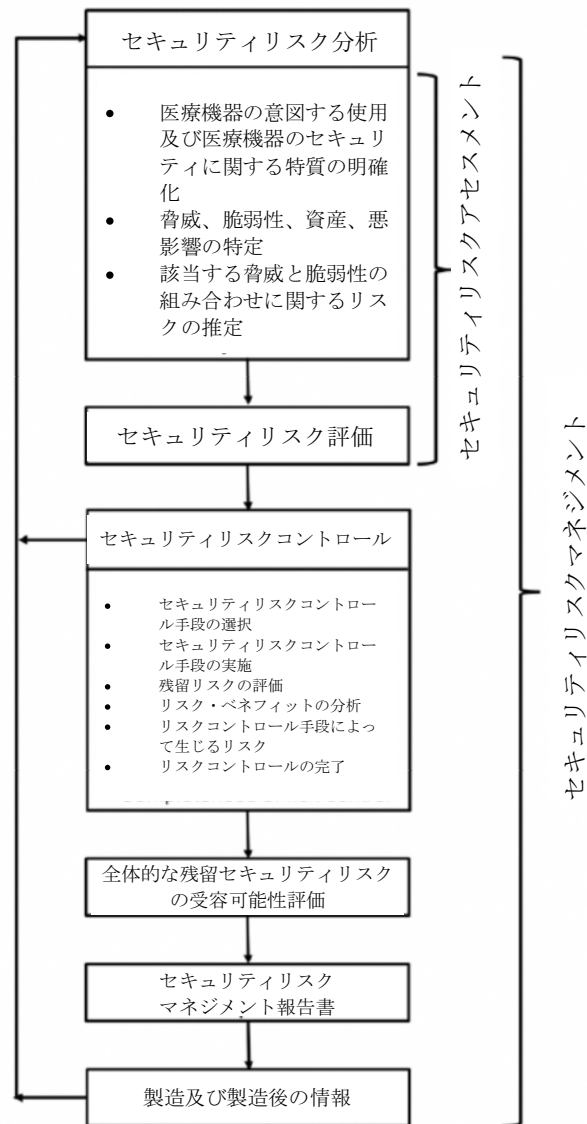 セキュリティリスク分析
• 医療機器の意図する使用
及び医療機器のセキュリ
ティに関する特質の明確
化
• 脅威、脆弱性、資産、悪
影響の特定
• 該当する脅威と脆弱性の
組み合わせに関するリス
クの推定
セキュリティリスク評価
セキュリティリスクアセスメント
セキュリティリスクコントロール
• セキュリティリスクコントロー
ル手段の選択
• セキュリティリスクコントロー
ル手段の実施
• 残留リスクの評価
• リスク・ベネフィットの分析
• リスクコントロール手段によっ
て生じるリスク
• リスクコントロールの完了
全体的な残留セキュリティリスク
の受容可能性評価
セキュリティリスク
マネジメント報告書
製造及び製造後の情報
セキュリティリスクマネジメント